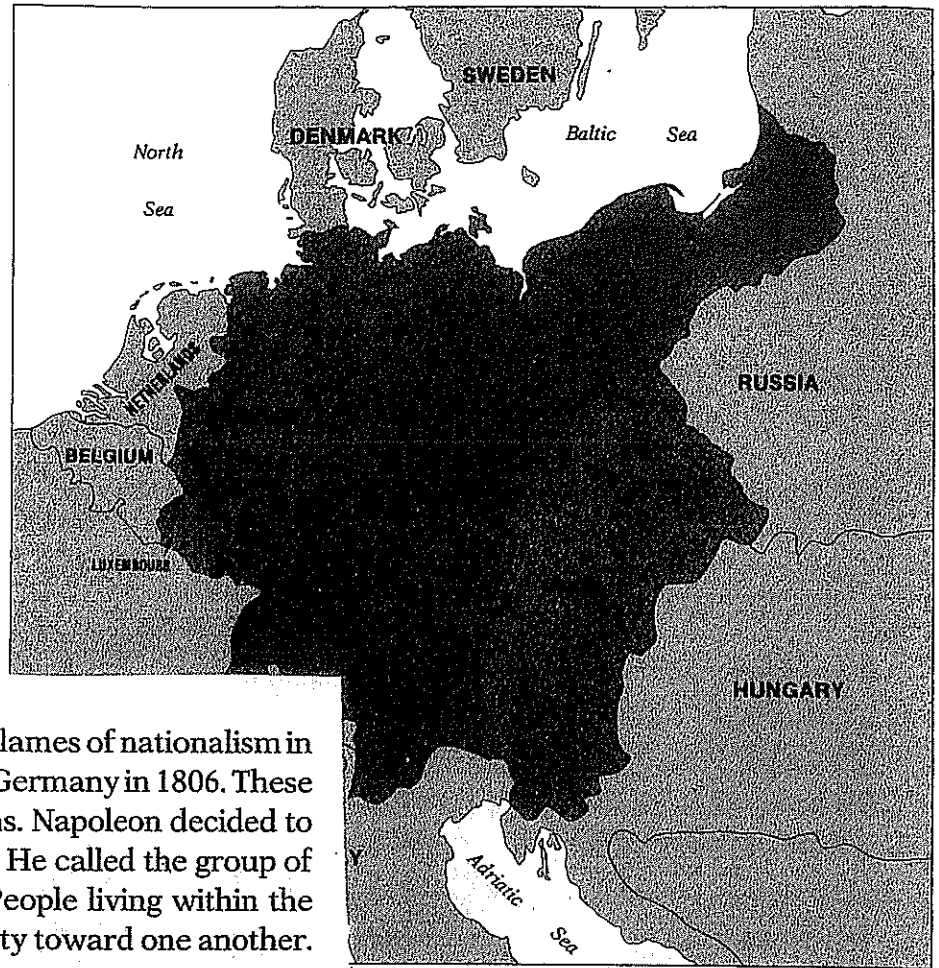 SWEDEN
DENMARK
Baltic Sea
North
Sea
NETHERLANDS
RUSSIA
BELGIUM
LUXEMBOURG
HUNGARY
Adriatic
Sea
Y
lames of nationalism in
Germany in 1806. These
ns. Napoleon decided to
He called the group of
People living within the
ty toward one another.